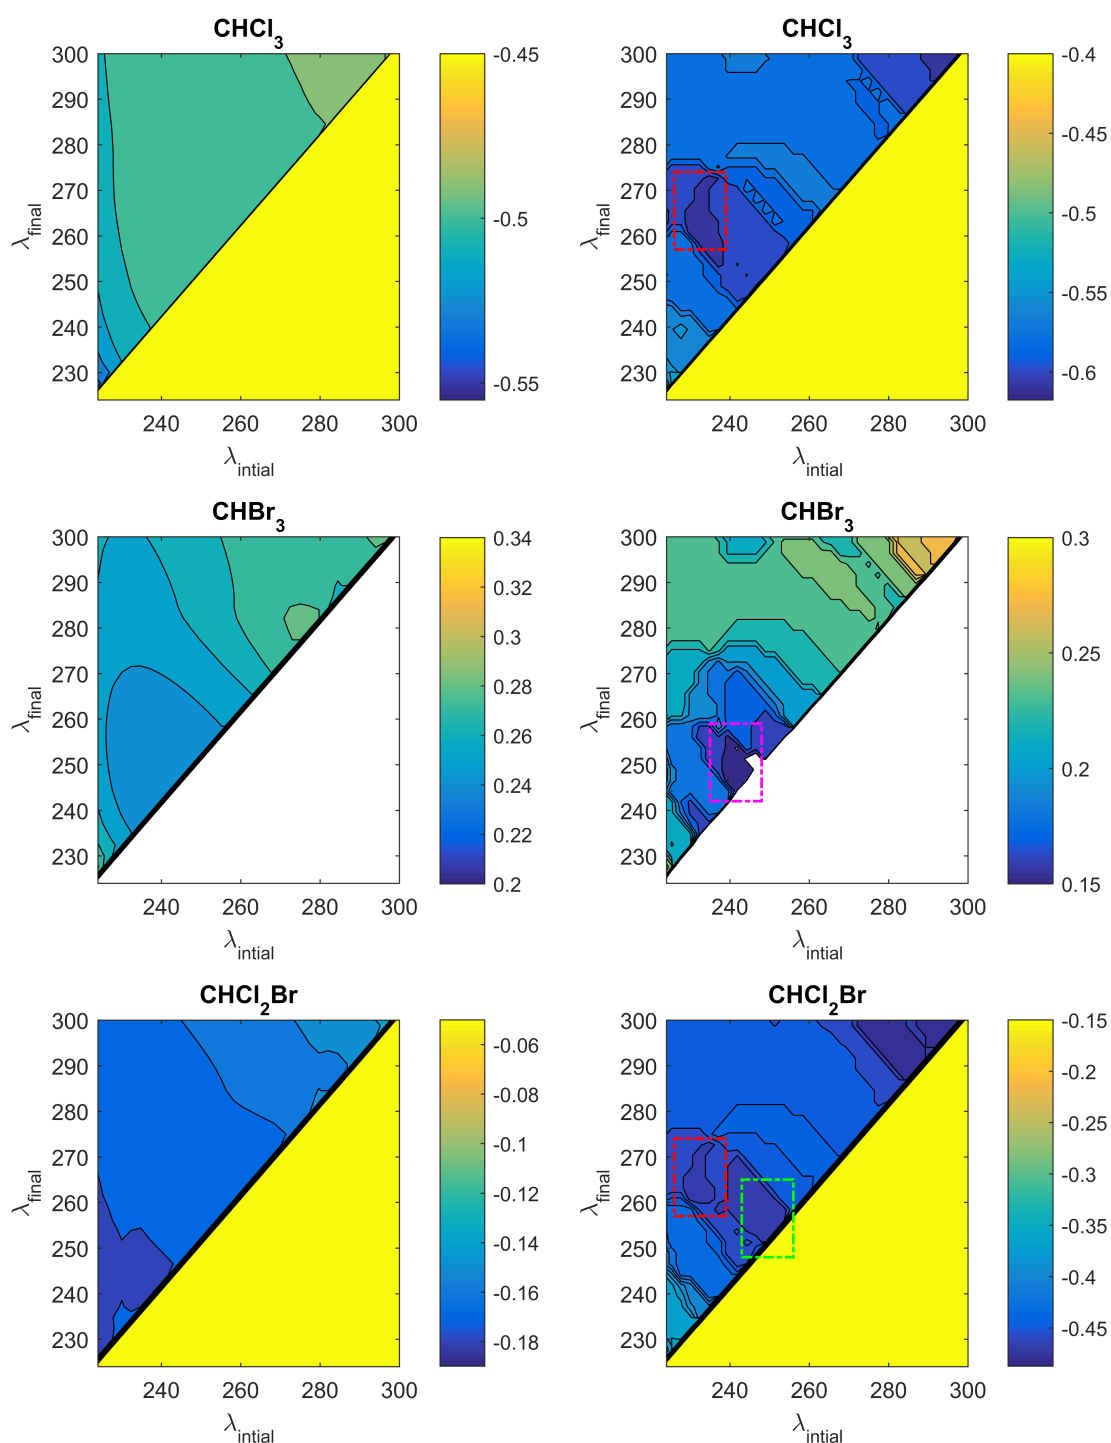 CHCl3 CHCl3
300 -0.45 300 -0.4
290 290
-0.45
280 280
270 270
-0.5 -0.5
260 260
250 250
-0.55
240 240
230 -0.55 230 -0.6
240 260 280 300 240 260 280 300
λfinal λfinal
λintial λintial
CHBr3 CHBr3
300 0.34 300 0.3
290 0.32 290
280 0.3 280 0.25
270 0.28 270
260 0.26 260
250 0.24 250 0.2
240 0.22 240
230 0.2 230 0.15
240 260 280 300 240 260 280 300
λfinal λfinal
λintial λintial
CHCl2Br CHCl2Br
300 -0.06 300 -0.15
290 -0.08 290 -0.2
280 -0.1 280 -0.25
270 -0.12 270 -0.3
260 -0.14 260 -0.35
250 -0.16 250 -0.4
240 -0.18 240 -0.45
230 230
240 260 280 300 240 260 280 300
λfinal λfinal
λintial λintial